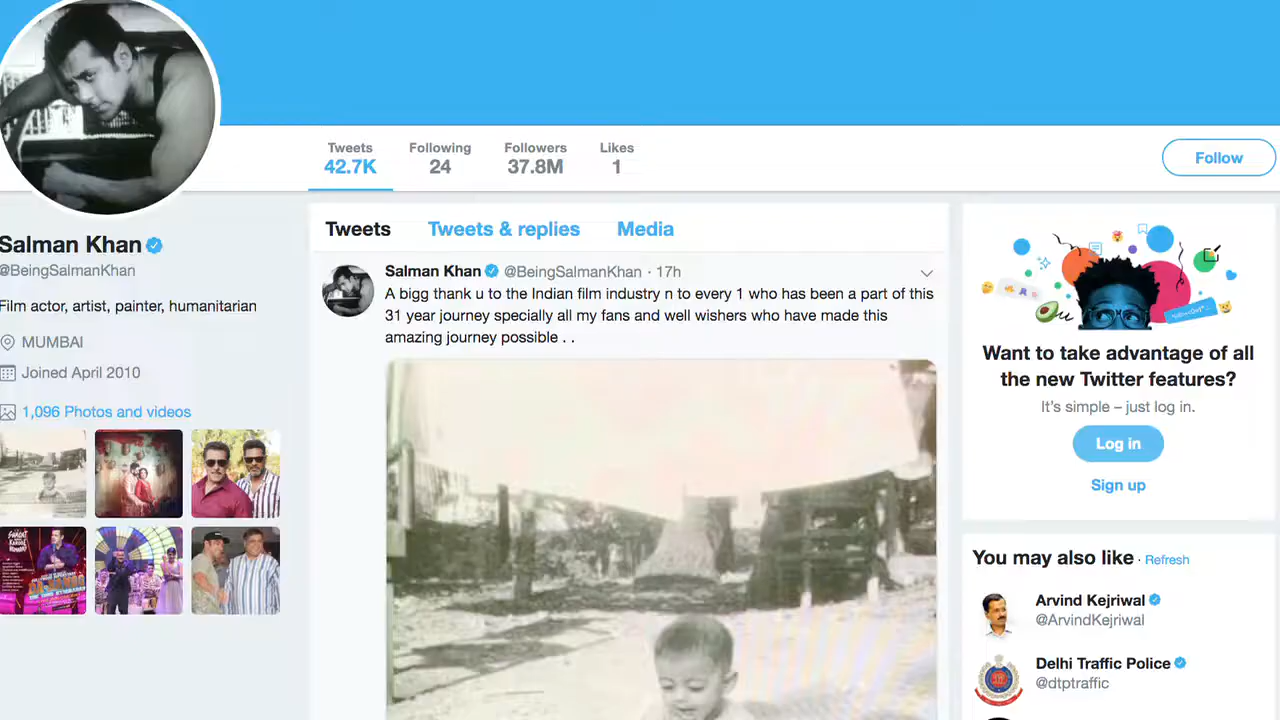 Tweets
42.7K
Following
24
Followers
37.8M
Likes
1
Follow
Salman Khan
@BeingSalmanKhan
Film actor, artist, painter, humanitarian
MUMBAI
Joined April 2010
1,096 Photos and videos
Tweets
Tweets & replies
Media
Salman Khan @BeingSalmanKhan · 17h
A bigg thank u to the Indian film industry n to every 1 who has been a part of this
31 year journey specially all my fans and well wishers who have made this
amazing journey possible . .
Want to take advantage of all
the new Twitter features?
It’s simple – just log in.
Log in
Sign up
You may also like · Refresh
Arvind Kejriwal
@ArvindKejriwal
Delhi Traffic Police
@dtptraffic